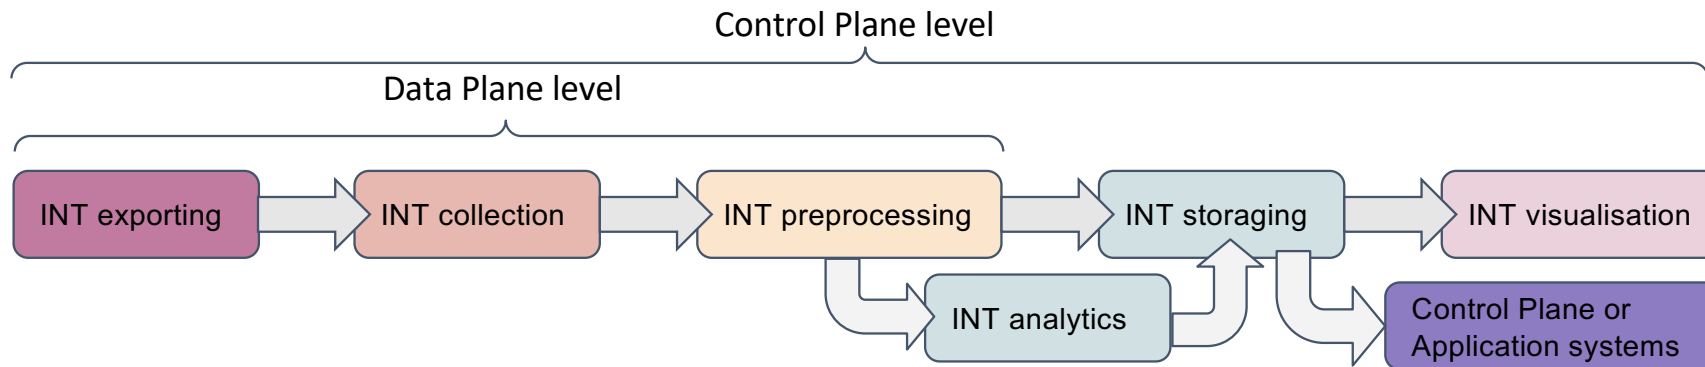 Control Plane level
Data Plane level
INT exporting
INT collection
INT preprocessing
INT storaging
INT visualisation
INT analytics
Control Plane or
Application systems